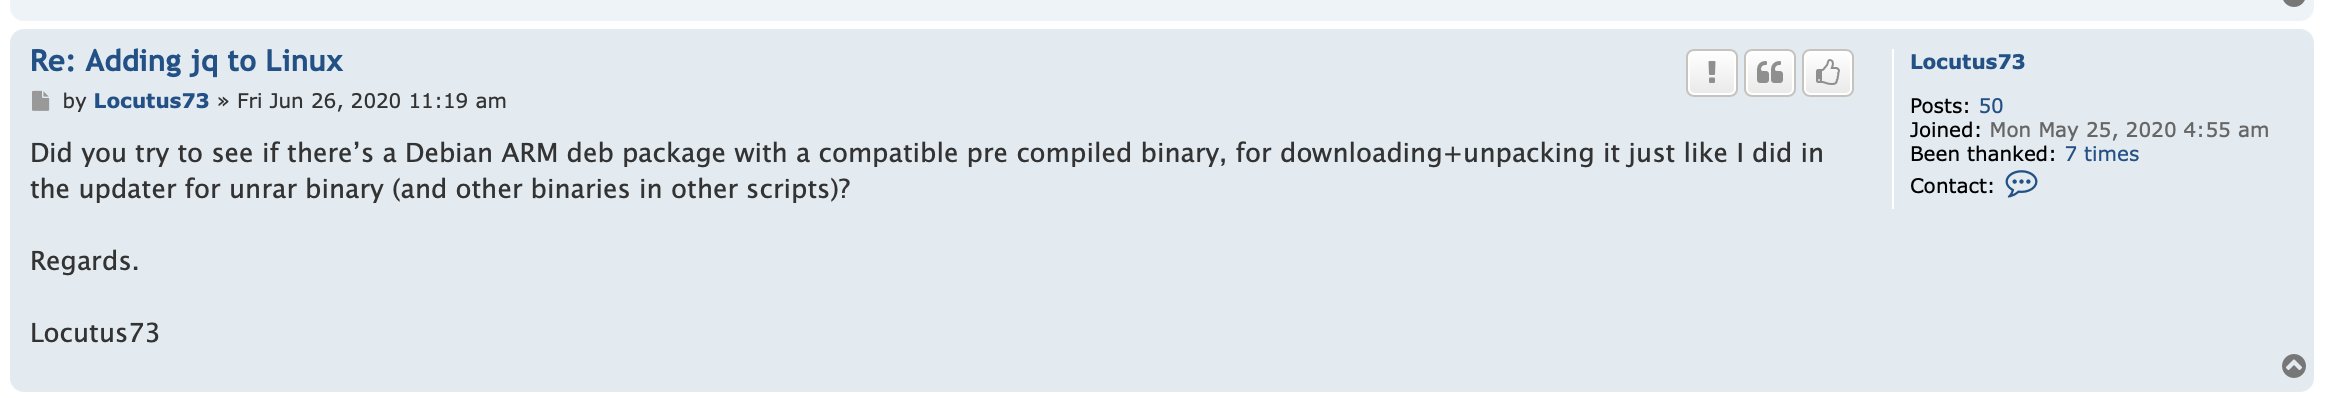 Re: Adding jq to Linux
by Locutus73 » Fri Jun 26, 2020 11:19 am
Did you try to see if there’s a Debian ARM deb package with a compatible pre compiled binary, for downloading+unpacking it just like I did in
the updater for unrar binary (and other binaries in other scripts)?
Regards.
Locutus73
Locutus73
Posts: 50
Joined: Mon May 25, 2020 4:55 am
Been thanked: 7 times
Contact: